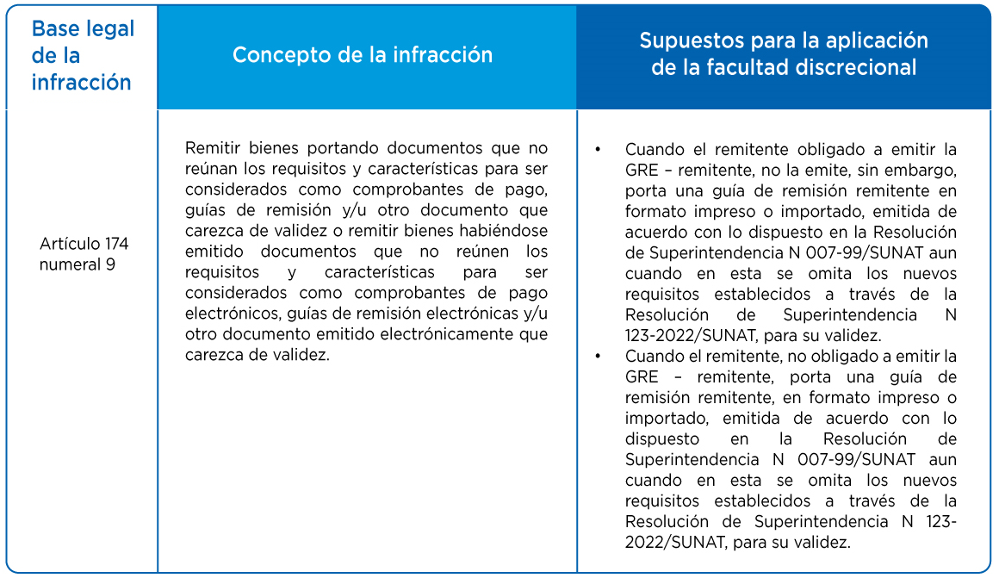 Base legal
de la
infracción
Concepto de la infracción
Supuestos para la aplicación
de la facultad discrecional
Artículo 174
numeral 9
Remitir bienes portando documentos que no
reúnan los requisitos y características para ser
considerados como comprobantes de pago,
guías de remisión y/u otro documento que
carezca de validez o remitir bienes habiéndose
emitido documentos que no reúnen los
requisitos y características para ser
considerados como comprobantes de pago
electrónicos, guías de remisión electrónicas y/u
otro documento emitido electrónicamente que
carezca de validez.
• Cuando el remitente obligado a emitir la
GRE – remitente, no la emite, sin embargo,
porta una guía de remisión remitente en
formato impreso o importado, emitida de
acuerdo con lo dispuesto en la Resolución
de Superintendencia N 007-99/SUNAT aun
cuando en esta se omita los nuevos
requisitos establecidos a través de la
Resolución de Superintendencia N
123-2022/SUNAT, para su validez.
• Cuando el remitente, no obligado a emitir la
GRE – remitente, porta una guía de
remisión remitente, en formato impreso o
importado, emitida de acuerdo con lo
dispuesto en la Resolución de
Superintendencia N 007-99/SUNAT aun
cuando en esta se omita los nuevos
requisitos establecidos a través de la
Resolución de Superintendencia N 123-
2022/SUNAT, para su validez.